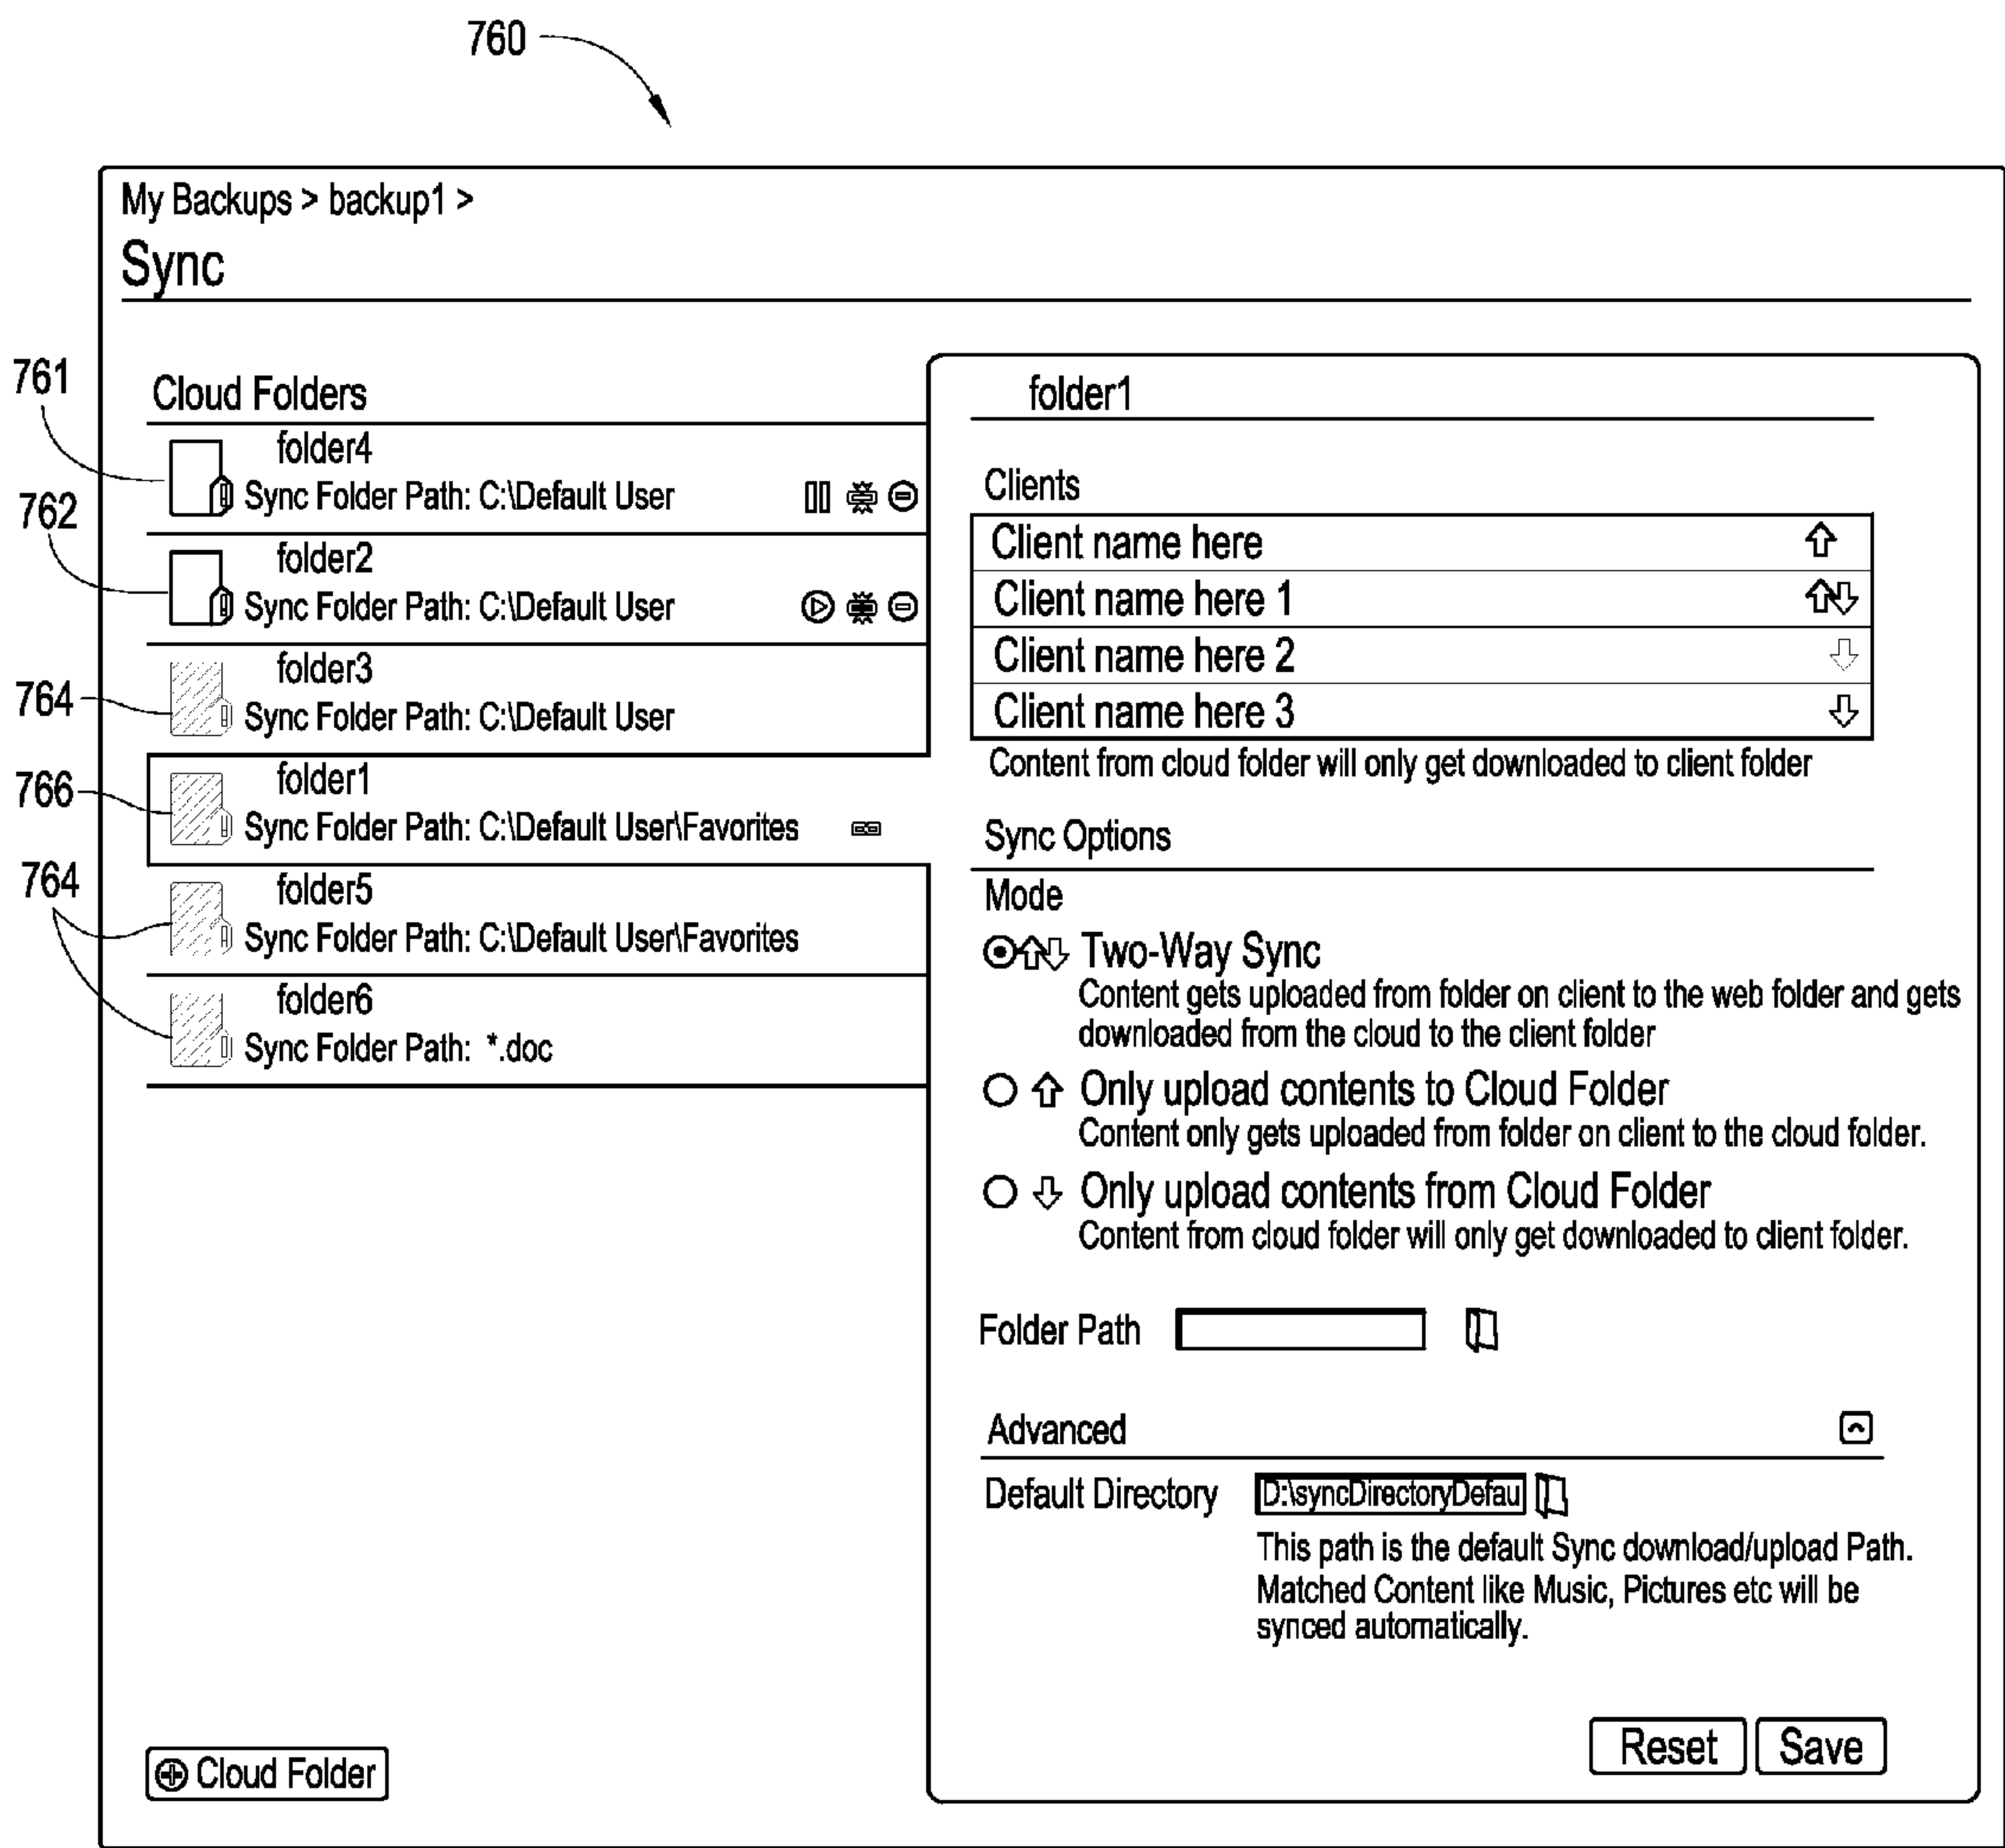 760
My Backups > backup1 >
Sync
761
Cloud Folders
folder4
Sync Folder Path: C:\Default User
762
folder2
Sync Folder Path: C:\Default User
764
folder3
Sync Folder Path: C:\Default User
766
folder1
Sync Folder Path: C:\Default User\Favorites
764
folder5
Sync Folder Path: C:\Default User\Favorites
folder6
Sync Folder Path: *.doc
Cloud Folder
folder1
Clients
Client name here
Client name here 1
Client name here 2
Client name here 3
Content from cloud folder will only get downloaded to client folder
Sync Options
Mode
Two-Way Sync
Content gets uploaded from folder on client to the web folder and gets
downloaded from the cloud to the client folder
Only upload contents to Cloud Folder
Content only gets uploaded from folder on client to the cloud folder.
Only upload contents from Cloud Folder
Content from cloud folder will only get downloaded to client folder.
Folder Path
Advanced
Default Directory D:\syncDirectoryDefau
This path is the default Sync download/upload Path.
Matched Content like Music, Pictures etc will be
synced automatically.
Reset Save